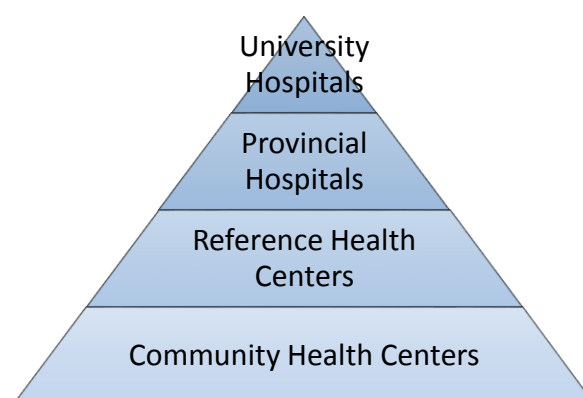 University
Hospitals
Provincial
Hospitals
Reference Health
Centers
Community Health Centers